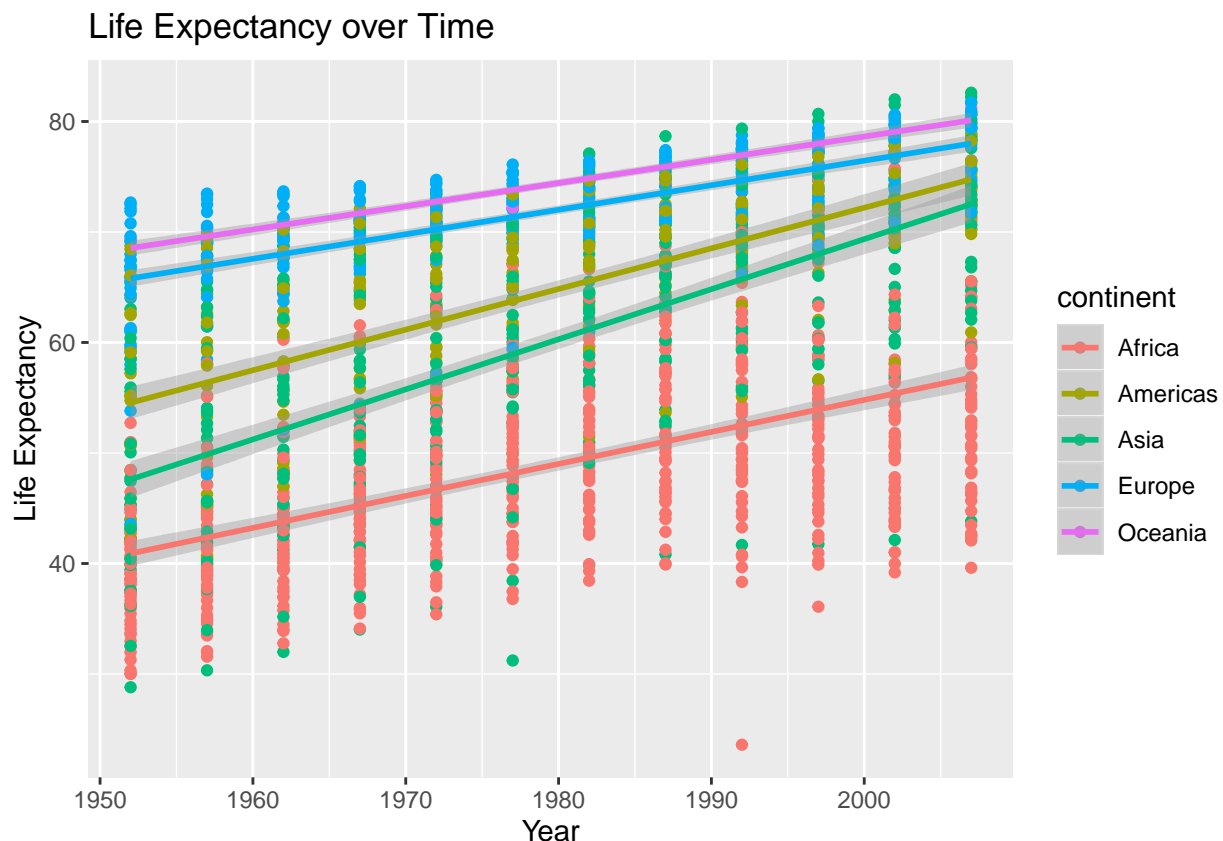 Life Expectancy over Time
80
60
40
Life Expectancy
1950 1960 1970 1980 1990 2000
Year
continent
Africa
Americas
Asia
Europe
Oceania